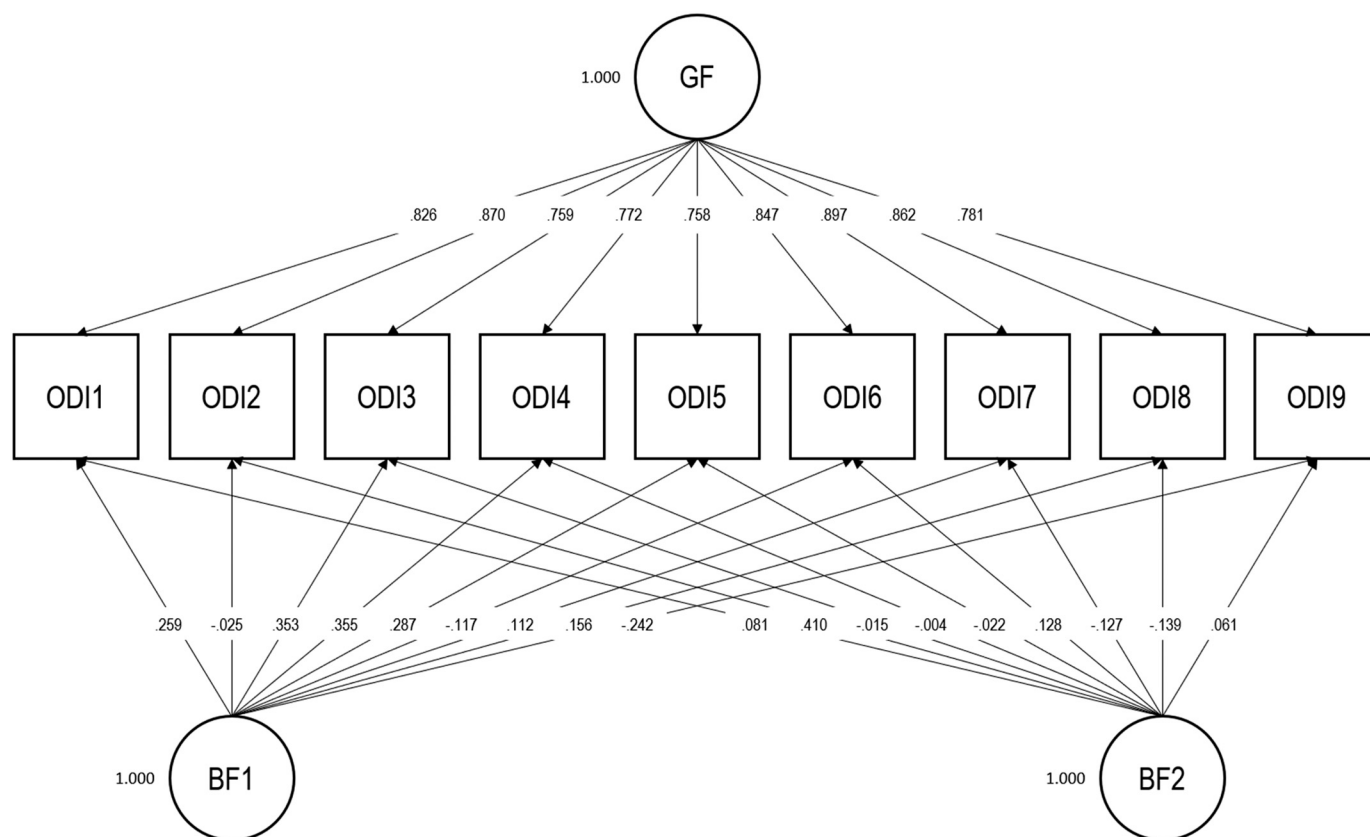 GF
1.000
.826 .870 .759 .772 .758 .847 .897 .862 .781
ODI1 ODI2 ODI3 ODI4 ODI5 ODI6 ODI7 ODI8 ODI9
.259 -.025 .353 .355 .287 -.117 .112 .156 -.242 .081 .410 -.015 -.004 -.022 .128 -.127 -.139 .061
1.000 BF1 1.000 BF2